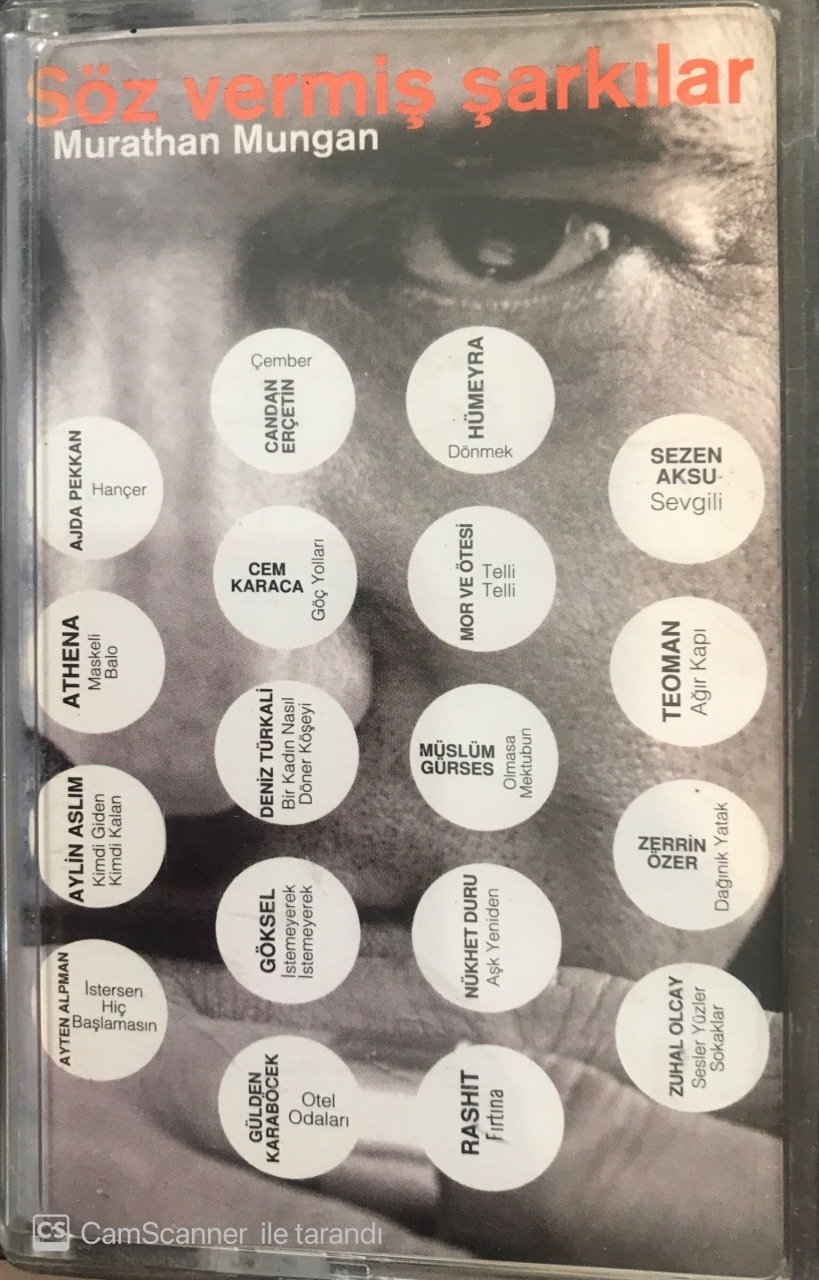 Söz vermiş şarkılar
Murathan Mungan
AJDA PEKKAN
Hançer
ATHENA
Maskeli
Balo
AYLİN ASLIM
Kimdi Giden
Kimdi Kalan
AYTEN ALPMAN
İstersen
Hiç
Başlamasın
Çember
CANDAN
ERÇETİN
CEM
KARACA
Göç Yolları
DENİZ TÜRKALİ
Bir Kadın Nasıl
Döner Köşeyi
GÖKSEL
İstemeyerek
İstemeyerek
GÜLDEN
KARABÖCEK
Otel
Odaları
HÜMEYRA
Dönmek
MOR VE ÖTESİ
Telli
Telli
MÜSLÜM
GÜRSES
Olmasa
Mektubun
NÜKHET DURU
Aşk Yeniden
RASHIT
Fırtına
SEZEN
AKSU
Sevgili
TEOMAN
Ağır Kapı
ZERRİN
ÖZER
Dağınık Yatak
ZUHAL OLCAY
Sesler Yüzler
Sokaklar
CS CamScanner ile tarandı